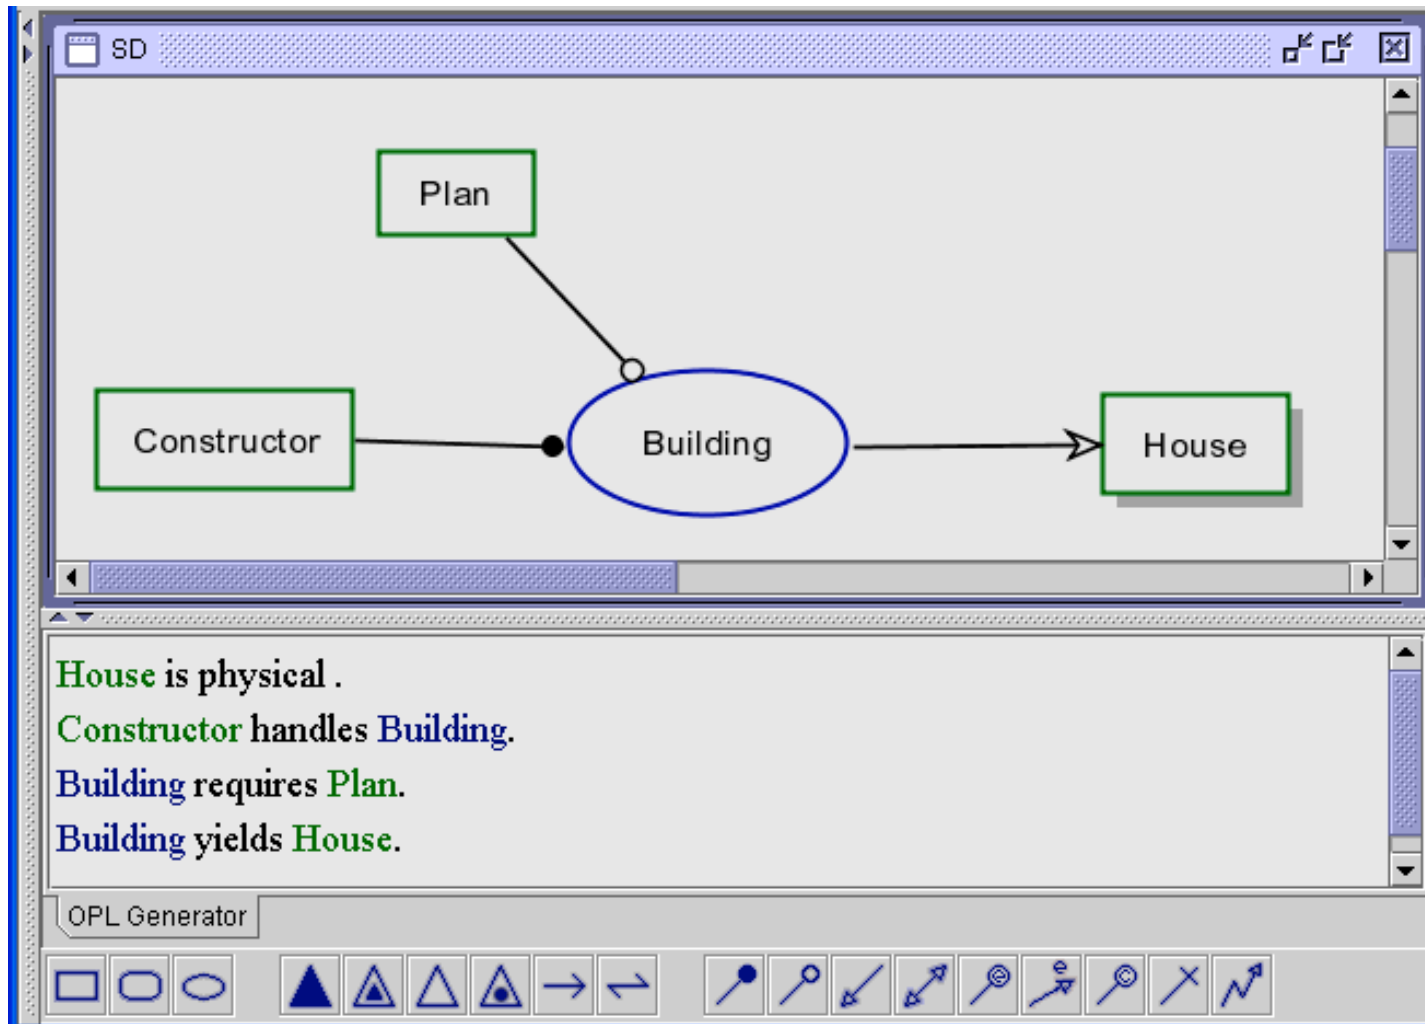 SD
Plan
Constructor
Building
House
House is physical .
Constructor handles Building.
Building requires Plan.
Building yields House.
OPL Generator
e
e
c